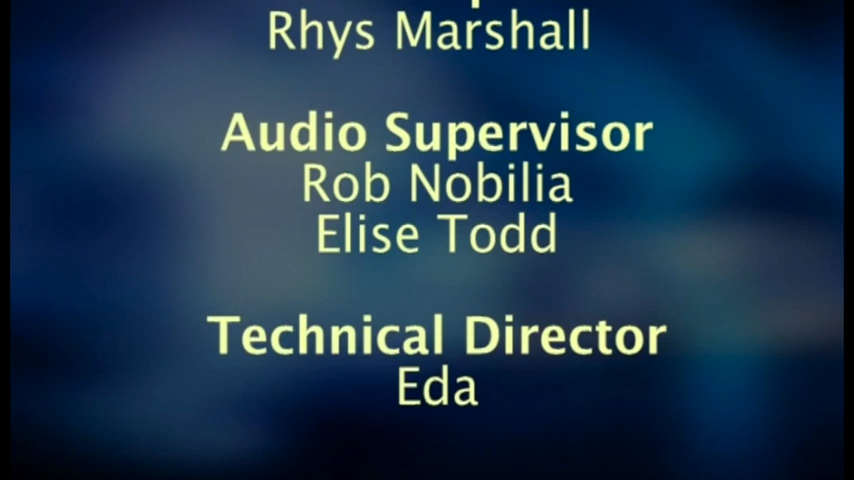 Rhys Marshall
Audio Supervisor
Rob Nobilia
Elise Todd
Technical Director
Eda